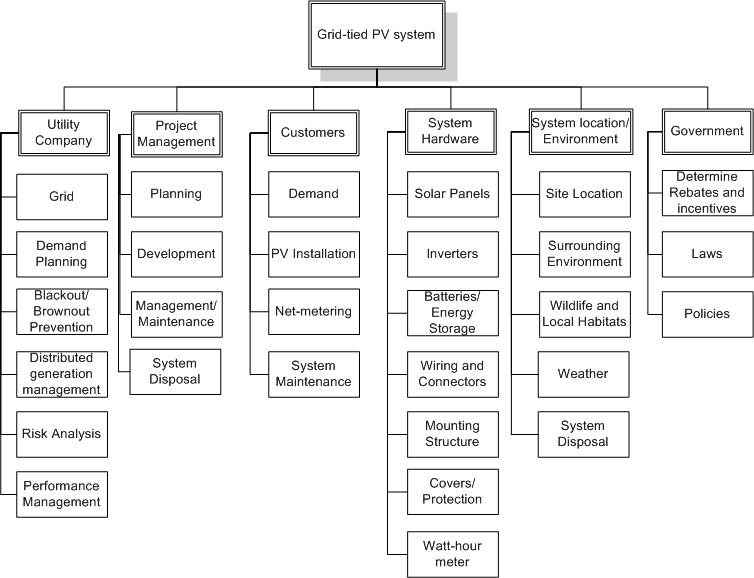 Grid-tied PV system
Utility
Company
Grid
Demand
Planning
Blackout/
Brownout
Prevention
Distributed
generation
management
Risk Analysis
Performance
Management
Project
Management
Planning
Development
Management/
Maintenance
System
Disposal
Customers
Demand
PV Installation
Net-metering
System
Maintenance
System
Hardware
Solar Panels
Inverters
Batteries/
Energy
Storage
Wiring and
Connectors
Mounting
Structure
Covers/
Protection
Watt-hour
meter
System location/
Environment
Site Location
Surrounding
Environment
Wildlife and
Local Habitats
Weather
System
Disposal
Government
Determine
Rebates and
incentives
Laws
Policies